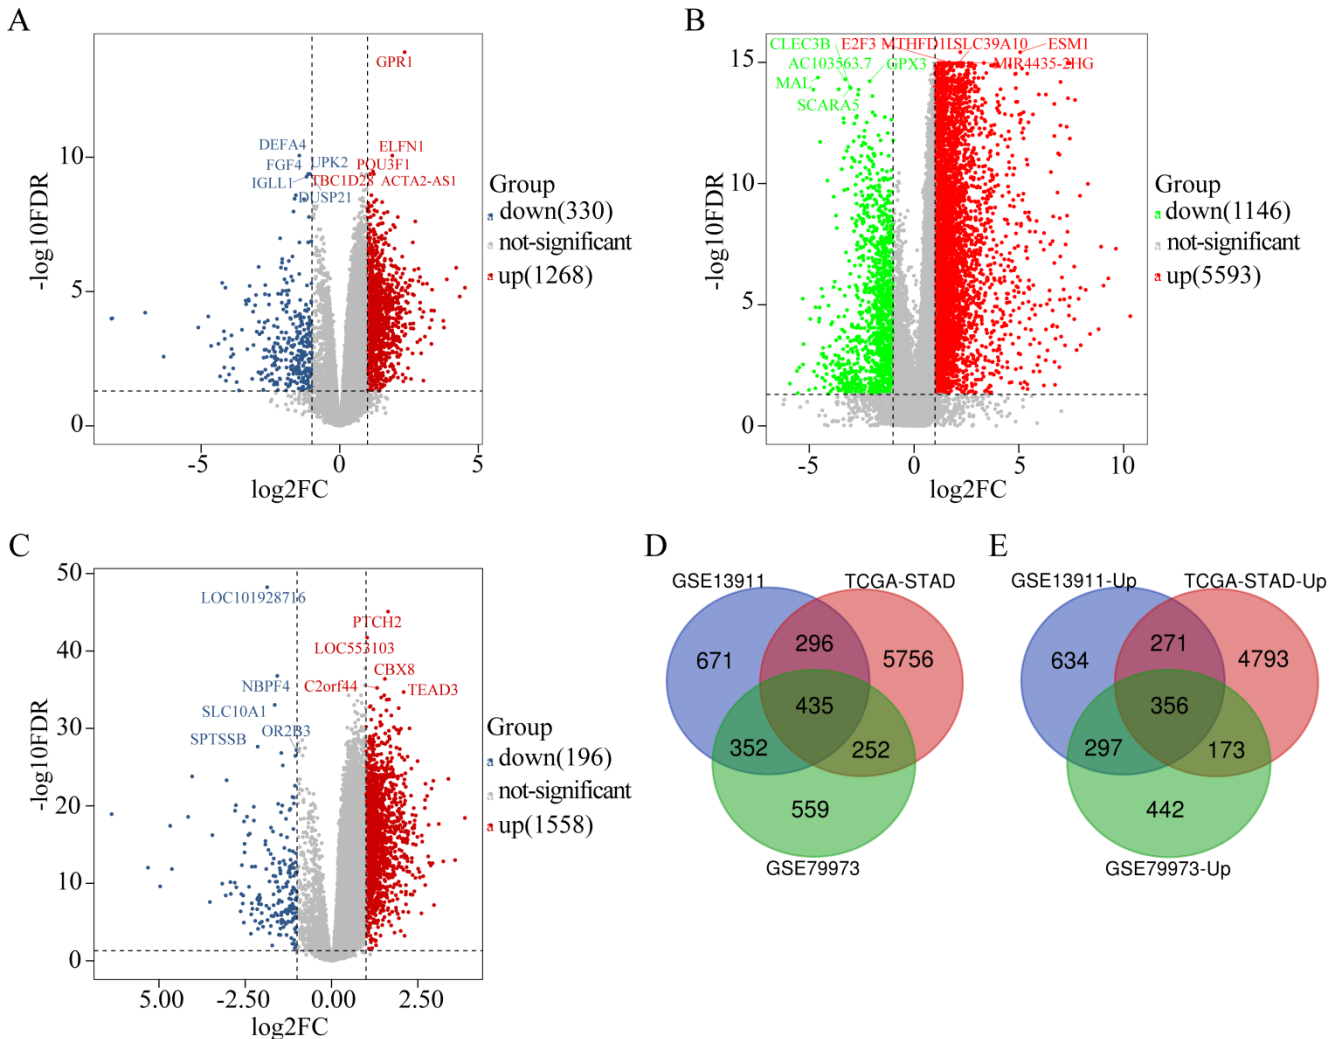 A
GPR1
DEFA4
ELFN1
FGF4
UPK2
POU3F1
IGLL1
TBC1D28
ACTA2-AS1
DUSP21
10
5
0
-log10FDR
-5
0
5
log2FC
Group
down(330)
not-significant
up(1268)
B
CLEC3B
E2F3
MTHFD1L
SLC39A10
ESM1
AC103563.7
GPX3
MIR4435-2HG
MAL
SCARA5
15
10
5
0
-log10FDR
-5
0
5
10
log2FC
Group
down(1146)
not-significant
up(5593)
C
LOC101928716
PTCH2
LOC553103
CBX8
NBPF4
C2orf44
TEAD3
SLC10A1
OR2B3
SPTSSB
50
40
30
20
10
0
-log10FDR
5.00
-2.50
0.00
2.50
log2FC
Group
down(196)
not-significant
up(1558)
D
GSE13911
TCGA-STAD
671
296
5756
435
352
252
559
GSE79973
E
GSE13911-Up
TCGA-STAD-Up
634
271
4793
356
297
173
442
GSE79973-Up